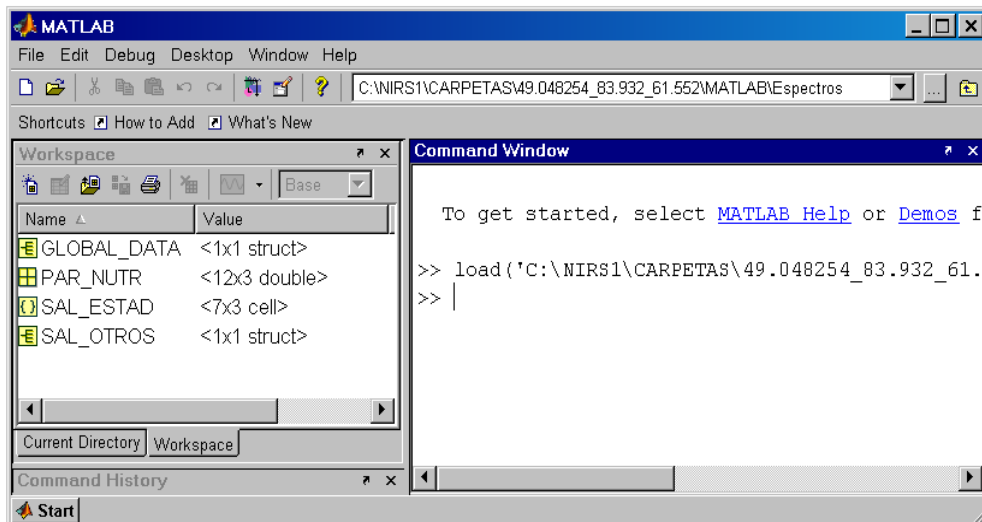 MATLAB
File Edit Debug Desktop Window Help
C:\NIRS1\CARPETAS\49.048254_83.932_61.552\MATLAB\Espectros ...
Shortcuts How to Add What's New
Workspace
Base
Name Value
GLOBAL_DATA <1x1 struct>
PAR_NUTR <12x3 double>
SAL_ESTAD <7x3 cell>
SAL_OTROS <1x1 struct>
Current Directory Workspace
Command History
Command Window
To get started, select MATLAB Help or Demos f
>> load('C:\NIRS1\CARPETAS\49.048254_83.932_61.
>>
Start